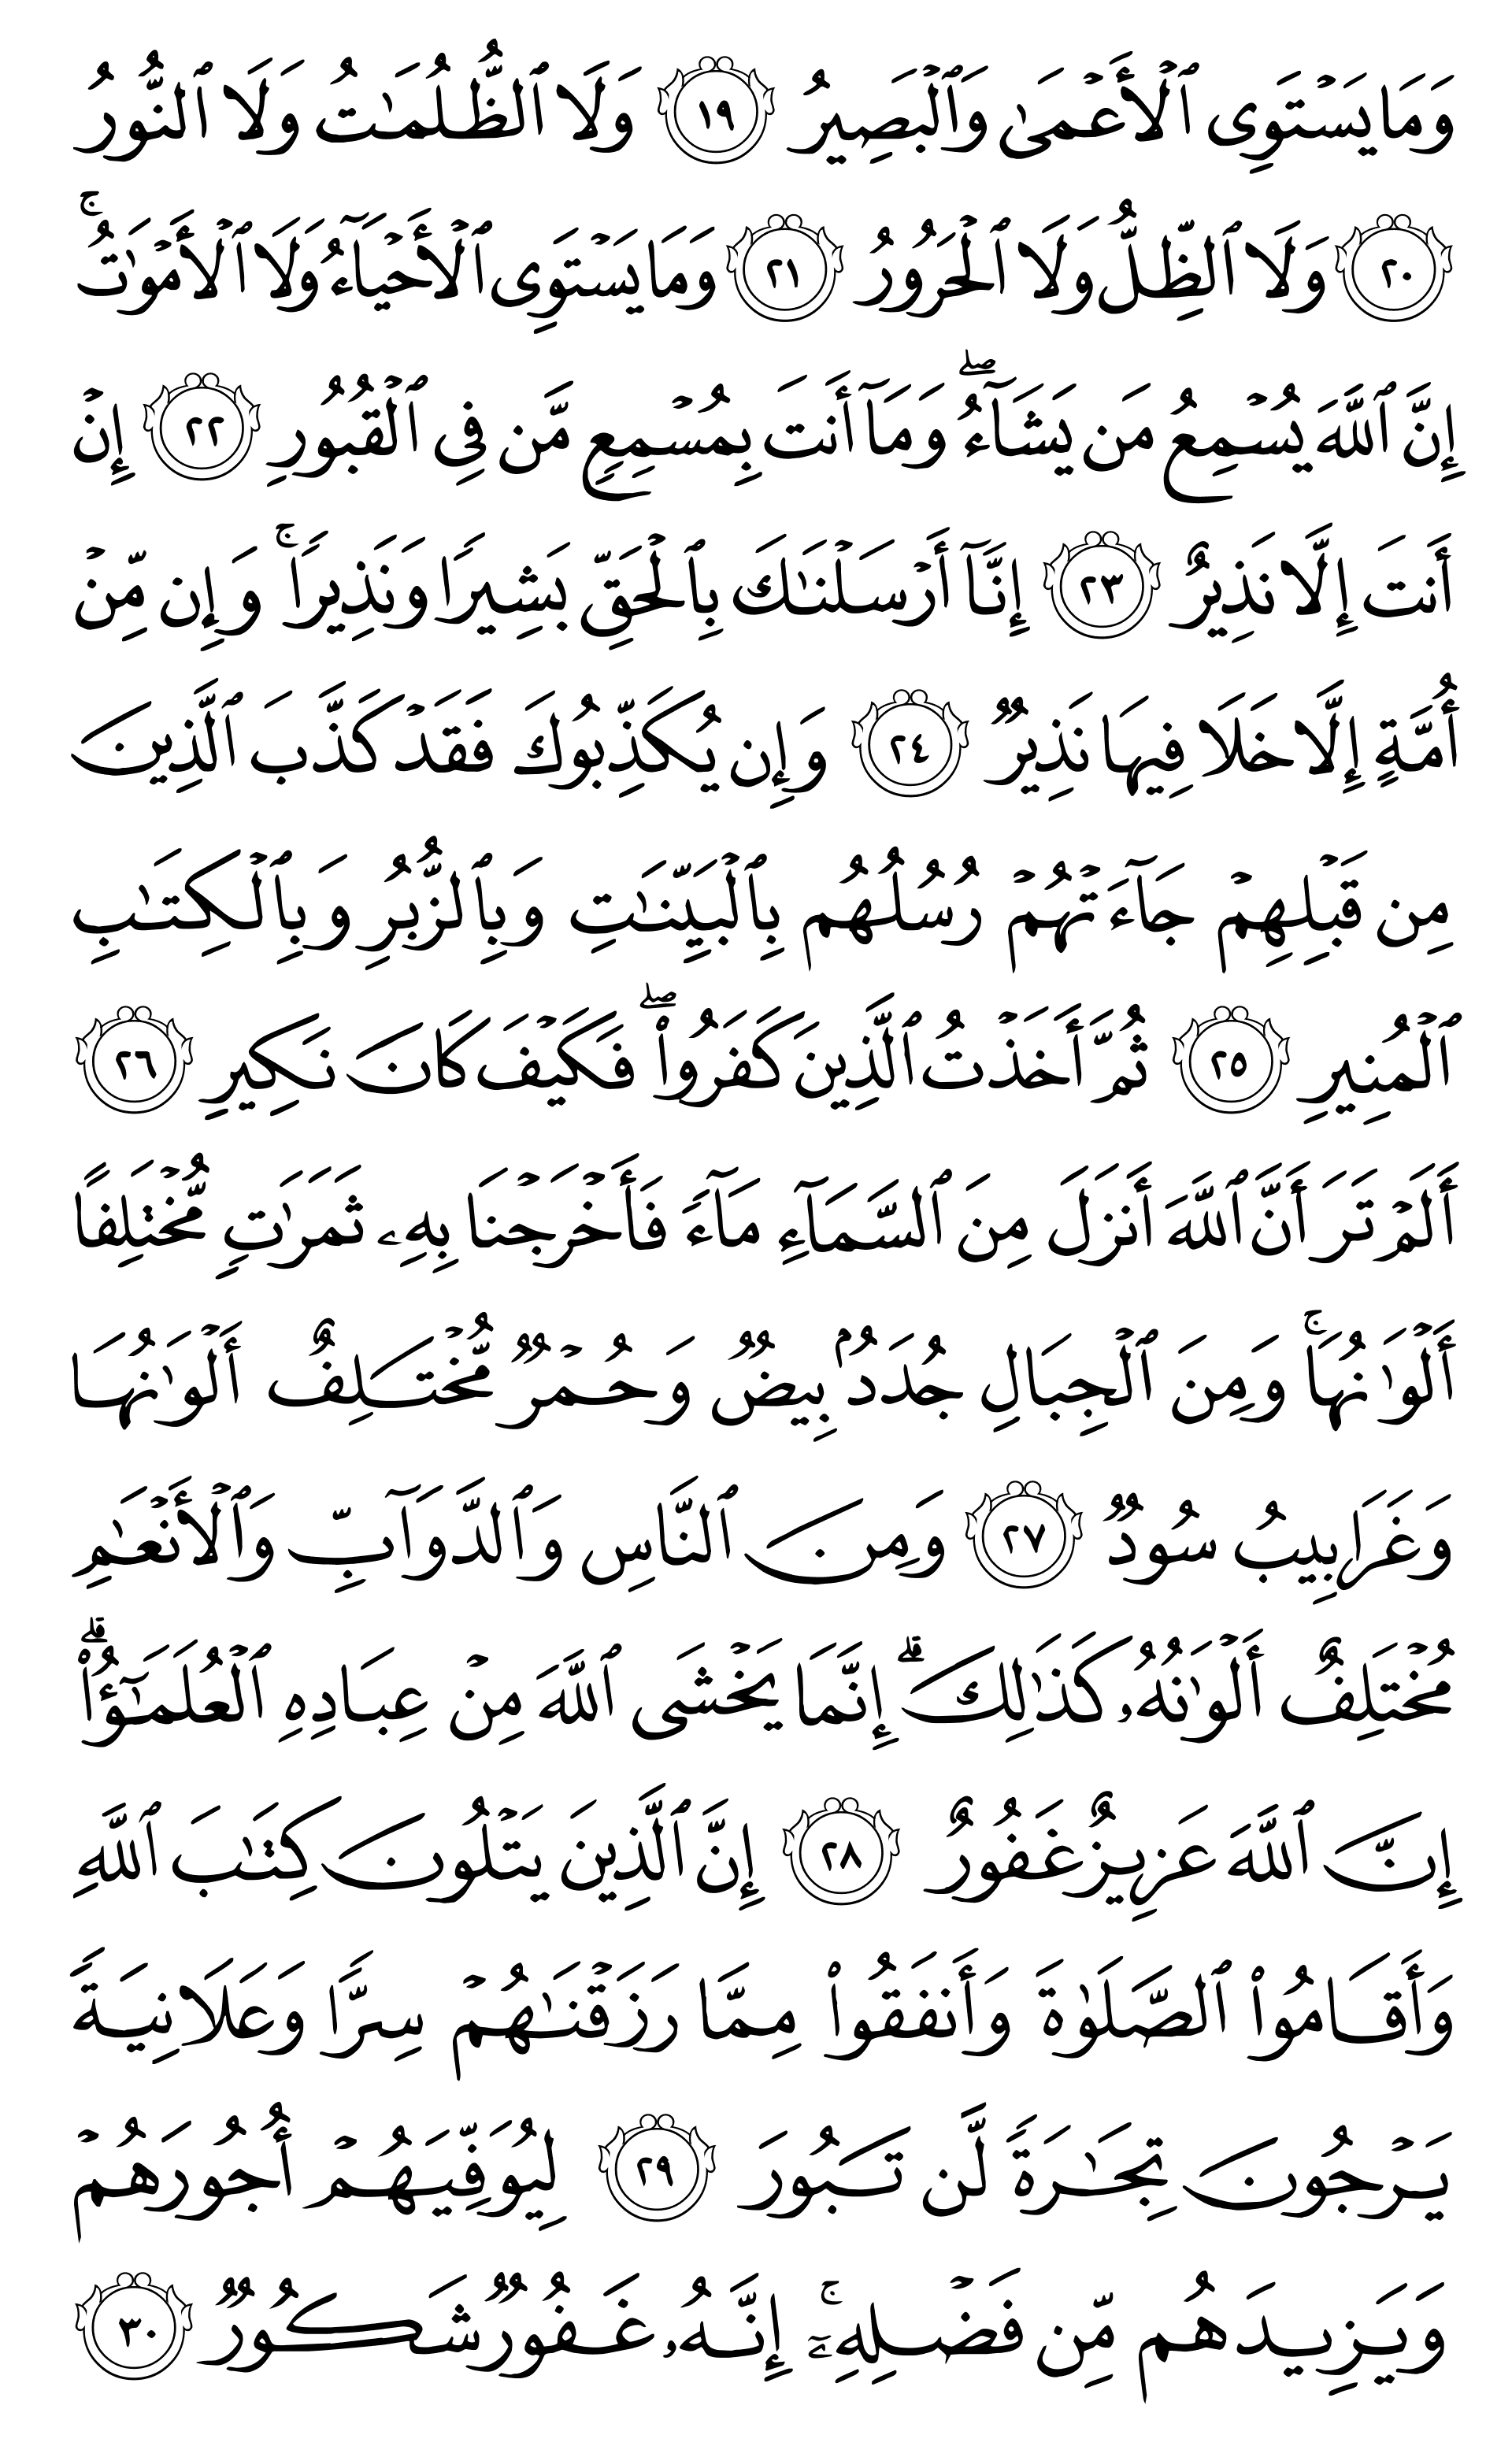 وَمَا يَسْتَوِى ٱلْأَعْمَىٰ وَٱلْبَصِيرُ ١٩ وَلَا ٱلظُّلُمَـٰتُ وَلَا ٱلنُّورُ
٢٠ وَلَا ٱلظِّلُّ وَلَا ٱلْحَرُورُ ٢١ وَمَا يَسْتَوِى ٱلْأَحْيَآءُ وَلَا ٱلْأَمْوَٰتُ ۚ
إِنَّ ٱللَّهَ يُسْمِعُ مَن يَشَآءُ ۖ وَمَآ أَنتَ بِمُسْمِعٍ مَّن فِى ٱلْقُبُورِ ٢٢ إِنْ
أَنتَ إِلَّا نَذِيرٌ ٢٣ إِنَّآ أَرْسَلْنَـٰكَ بِٱلْحَقِّ بَشِيرًا وَنَذِيرًا ۚ وَإِن مِّنْ
أُمَّةٍ إِلَّا خَلَا فِيهَا نَذِيرٌ ٢٤ وَإِن يُكَذِّبُوكَ فَقَدْ كَذَّبَ ٱلَّذِينَ
مِن قَبْلِهِمْ جَآءَتْهُمْ رُسُلُهُم بِٱلْبَيِّنَـٰتِ وَبِٱلزُّبُرِ وَبِٱلْكِتَـٰبِ
ٱلْمُنِيرِ ٢٥ ثُمَّ أَخَذْتُ ٱلَّذِينَ كَفَرُوا۟ ۖ فَكَيْفَ كَانَ نَكِيرِ ٢٦
أَلَمْ تَرَ أَنَّ ٱللَّهَ أَنزَلَ مِنَ ٱلسَّمَآءِ مَآءً فَأَخْرَجْنَا بِهِۦ ثَمَرَٰتٍ مُّخْتَلِفًا
أَلْوَٰنُهَا ۚ وَمِنَ ٱلْجِبَالِ جُدَدٌۢ بِيضٌ وَحُمْرٌ مُّخْتَلِفٌ أَلْوَٰنُهَا
وَغَرَابِيبُ سُودٌ ٢٧ وَمِنَ ٱلنَّاسِ وَٱلدَّوَآبِّ وَٱلْأَنْعَـٰمِ
مُخْتَلِفٌ أَلْوَٰنُهُۥ كَذَٰلِكَ ۗ إِنَّمَا يَخْشَى ٱللَّهَ مِنْ عِبَادِهِ ٱلْعُلَمَـٰٓؤُا۟ ۗ
إِنَّ ٱللَّهَ عَزِيزٌ غَفُورٌ ٢٨ إِنَّ ٱلَّذِينَ يَتْلُونَ كِتَـٰبَ ٱللَّهِ
وَأَقَامُوا۟ ٱلصَّلَوٰةَ وَأَنفَقُوا۟ مِمَّا رَزَقْنَـٰهُمْ سِرًّا وَعَلَانِيَةً
يَرْجُونَ تِجَـٰرَةً لَّن تَبُورَ ٢٩ لِيُوَفِّيَهُمْ أُجُورَهُمْ
وَيَزِيدَهُم مِّن فَضْلِهِۦٓ ۚ إِنَّهُۥ غَفُورٌ شَكُورٌ ٣٠